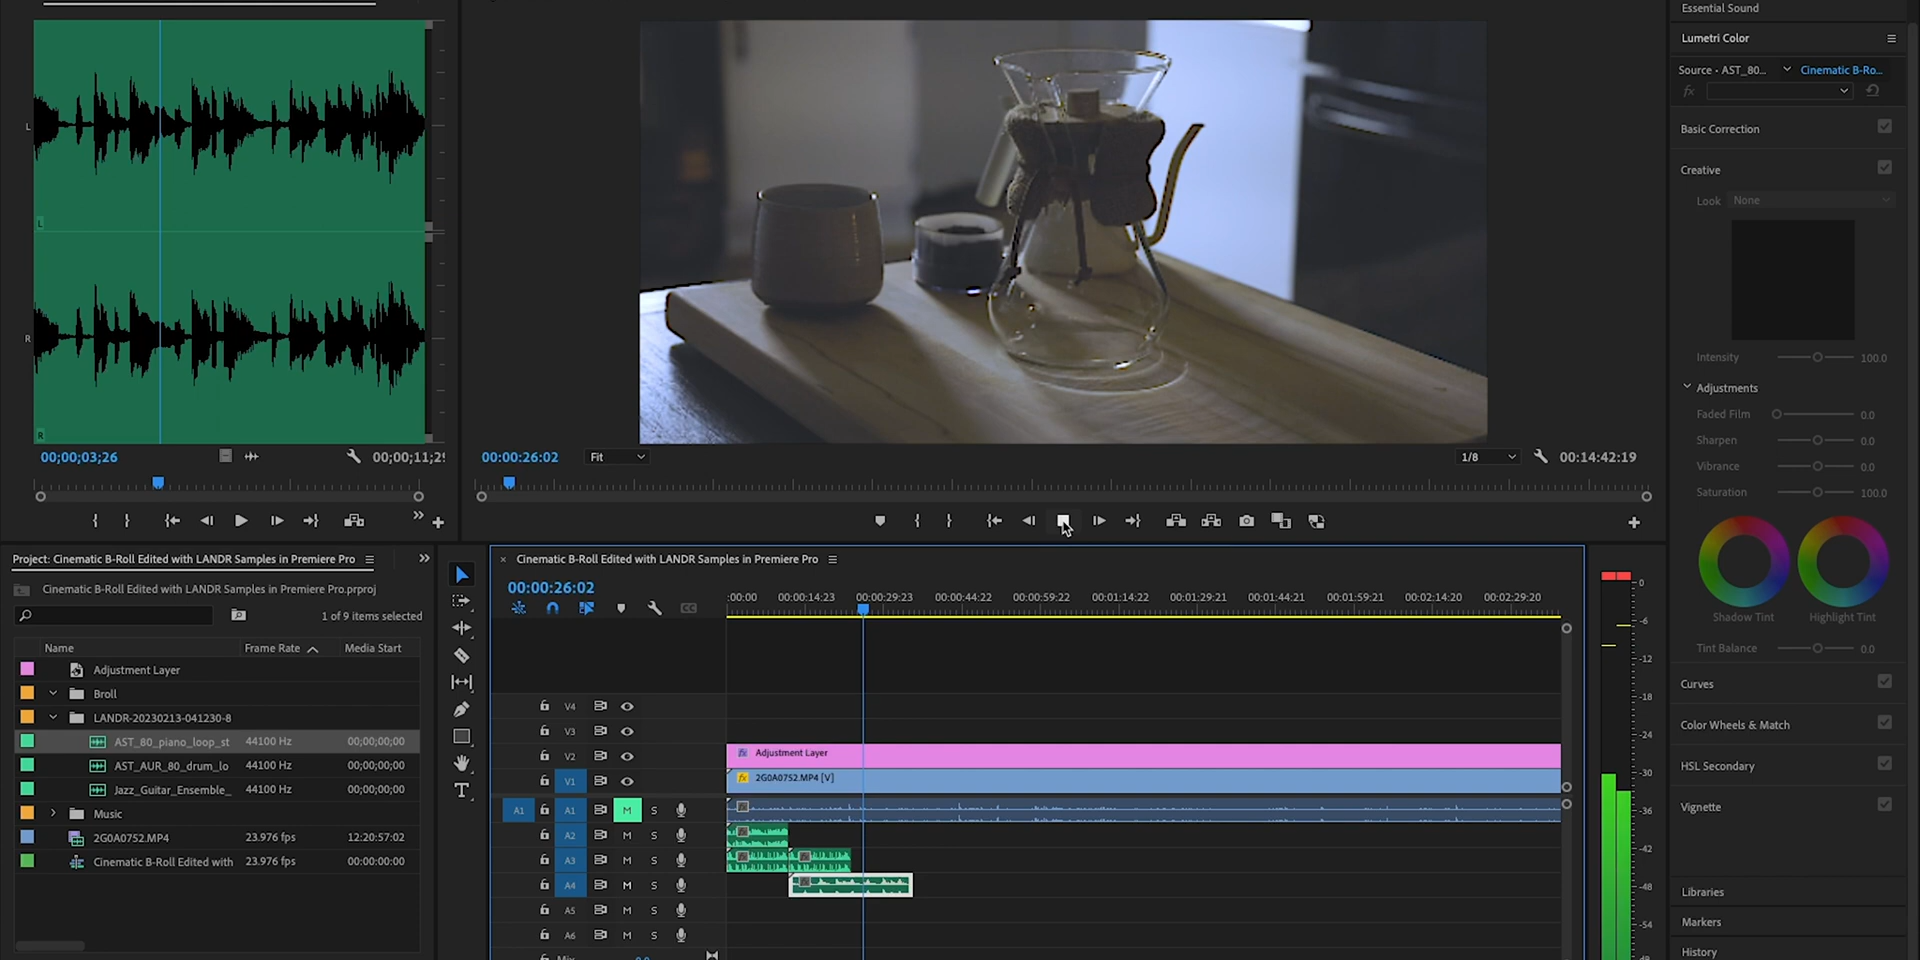 Essential Sound
Lumetri Color
Source - AST_80... Cinematic B-Ro...
fx
Basic Correction
Creative
Look None
Intensity 100.0
Adjustments
Faded Film 0.0
Sharpen 0.0
Vibrance 0.0
Saturation 100.0
Shadow Tint Highlight Tint
Tint Balance 0.0
Curves
Color Wheels & Match
HSL Secondary
Vignette
Libraries
Markers
History
L
L
R
R
00;00;03;26 00;00;11;29
00:00:26:02 Fit 1/8 00:14:42:19
Project: Cinematic B-Roll Edited with LANDR Samples in Premiere Pro
Cinematic B-Roll Edited with LANDR Samples in Premiere Pro.prproj
1 of 9 items selected
Name Frame Rate Media Start
Adjustment Layer
Broll
LANDR-20230213-041230-8
AST_80_piano_loop_st 44100 Hz 00;00;00;00
AST_AUR_80_drum_lo 44100 Hz 00;00;00;00
Jazz_Guitar_Ensemble_ 44100 Hz 00;00;00;00
Music
2G0A0752.MP4 23.976 fps 12:20:57:02
Cinematic B-Roll Edited with 23.976 fps 00:00:00:00
Cinematic B-Roll Edited with LANDR Samples in Premiere Pro
00:00:26:02
:00:00 00:00:14:23 00:00:29:23 00:00:44:22 00:00:59:22 00:01:14:22 00:01:29:21 00:01:44:21 00:01:59:21 00:02:14:20 00:02:29:20
V4
V3
V2 fx Adjustment Layer
V1 fx 2G0A0752.MP4 [V]
A1 A1 M S
A2 M S
A3 M S
A4 M S
A5 M S
A6 M S
Mix 0.0
0
-6
-12
-18
-24
-30
-36
-42
-48
-54
dB